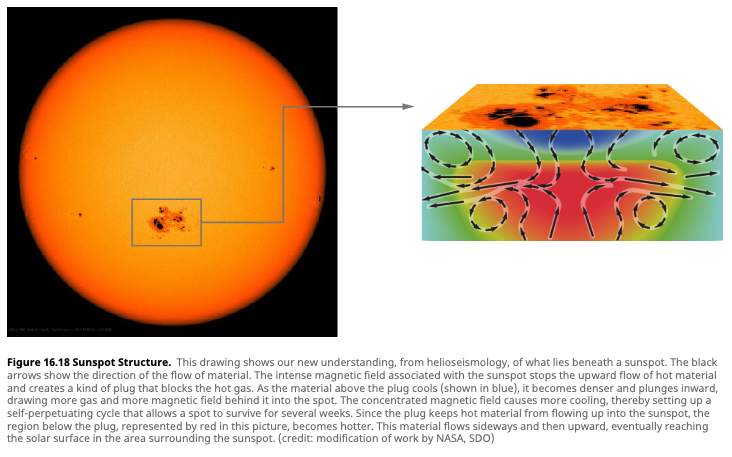 Figure 16.18 Sunspot Structure. This drawing shows our new understanding, from helioseismology, of what lies beneath a sunspot. The black
arrows show the direction of the flow of material. The intense magnetic field associated with the sunspot stops the upward flow of hot material
and creates a kind of plug that blocks the hot gas. As the material above the plug cools (shown in blue), it becomes denser and plunges inward,
drawing more gas and more magnetic field behind it into the spot. The concentrated magnetic field causes more cooling, thereby setting up a
self-perpetuating cycle that allows a spot to survive for several weeks. Since the plug keeps hot material from flowing up into the sunspot, the
region below the plug, represented by red in this picture, becomes hotter. This material flows sideways and then upward, eventually reaching
the solar surface in the area surrounding the sunspot. (credit: modification of work by NASA, SDO)